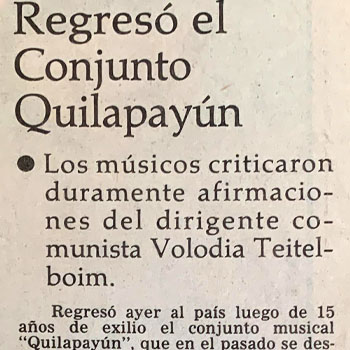 Regresó el
Conjunto
Quilapayún
● Los músicos criticaron
duramente afirmacio-
nes del dirigente co-
munista Volodia Teitel-
boim.
Regresó ayer al país luego de 15
años de exilio el conjunto musical
"Quilapayún", que en el pasado se des-